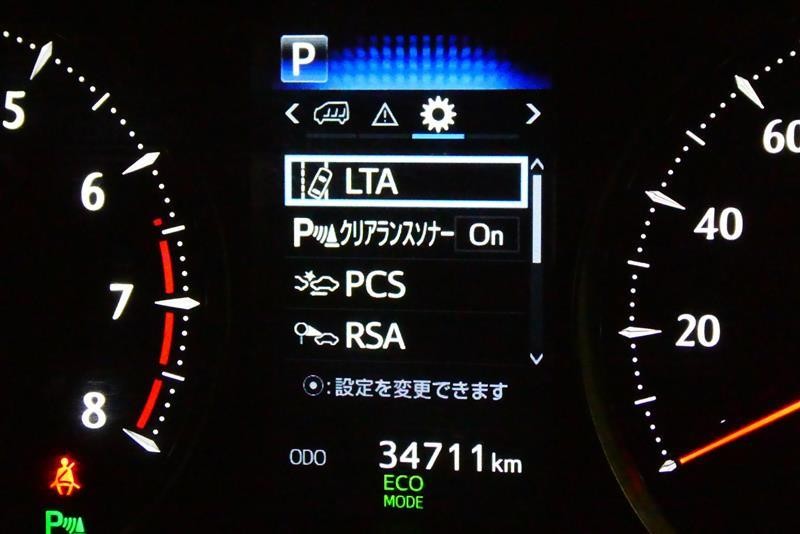 P
5
6
7
8
LTA
P クリアランスソナー On
PCS
RSA
:設定を変更できます
ODO 34711 km
ECO
MODE
P
60
40
20